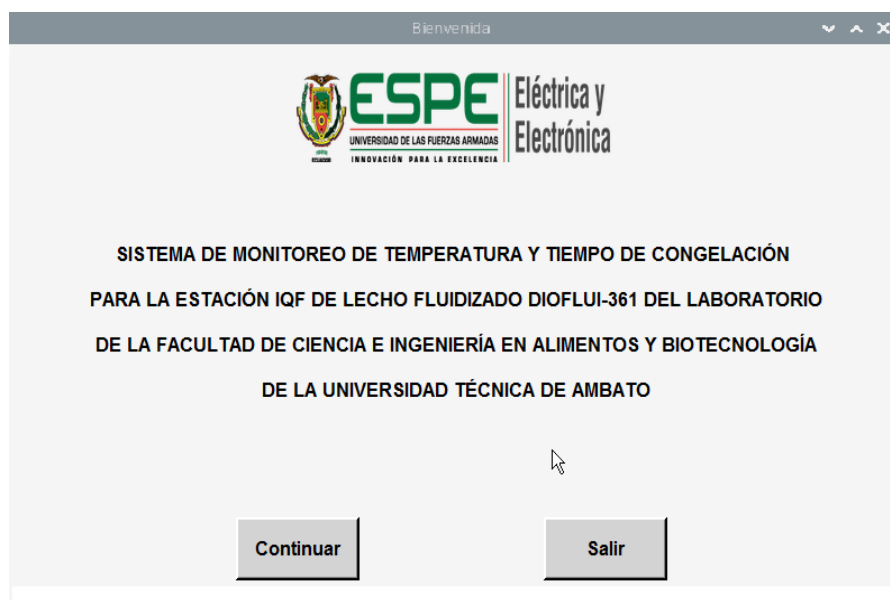 Bienvenida
ESPE
UNIVERSIDAD DE LAS FUERZAS ARMADAS
INNOVACIÓN PARA LA EXCELENCIA
Eléctrica y
Electrónica
ECUADOR
SISTEMA DE MONITOREO DE TEMPERATURA Y TIEMPO DE CONGELACIÓN
PARA LA ESTACIÓN IQF DE LECHO FLUIDIZADO DIOFLUI-361 DEL LABORATORIO
DE LA FACULTAD DE CIENCIA E INGENIERÍA EN ALIMENTOS Y BIOTECNOLOGÍA
DE LA UNIVERSIDAD TÉCNICA DE AMBATO
Continuar
Salir